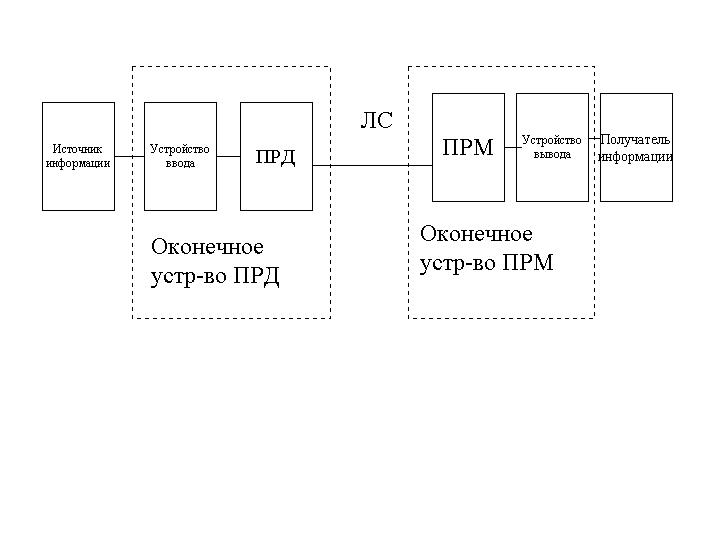 Источник
информации
Устройство
ввода
ПРД
ЛС
ПРМ
Устройство
вывода
Получатель
информации
Оконечное
устр-во ПРД
Оконечное
устр-во ПРМ